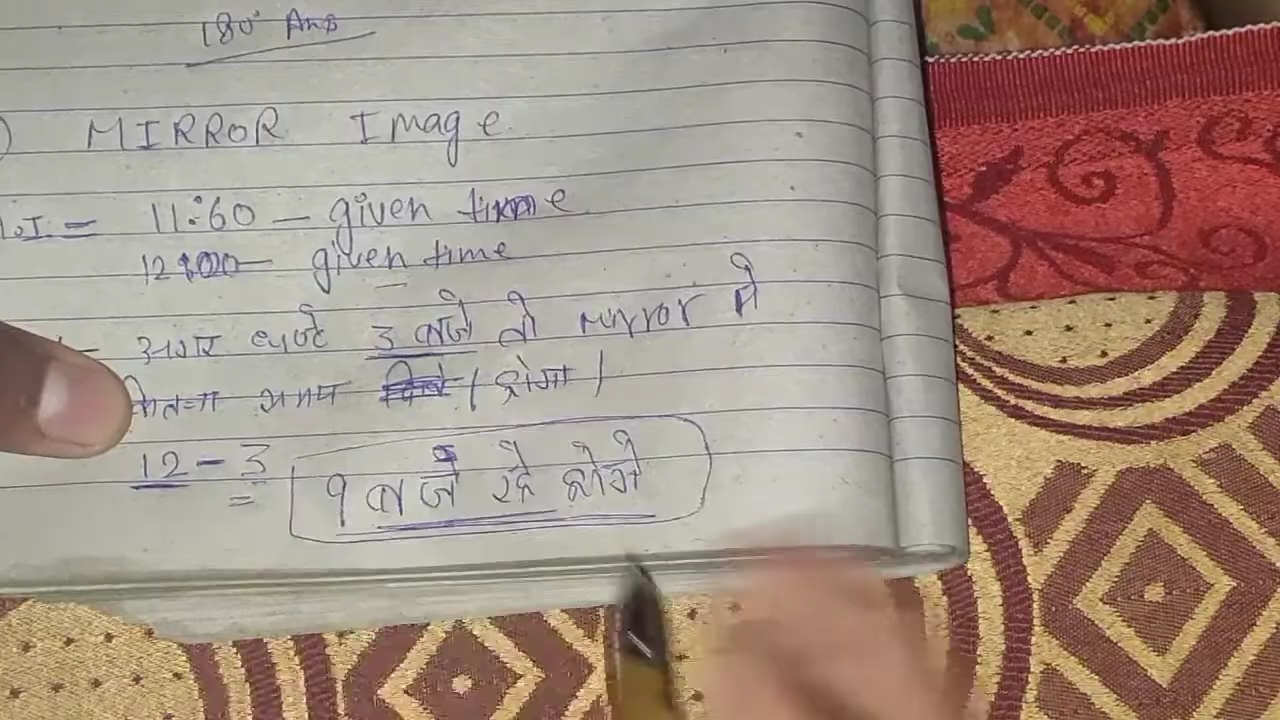 180° Ans
) MIRROR Image
M.I = 11:60 – given time
12:00 – given time
अगर घण्टे 3 बजे तो mirror मे
कितना समय ( होगा )
12 – 3
= 9 बजे रहे होगे